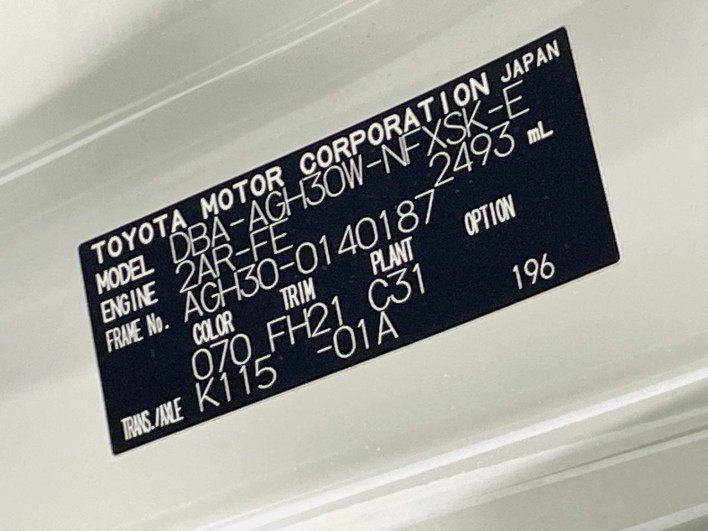 TOYOTA MOTOR CORPORATION JAPAN
MODEL DBA-AGH30W-NFXSK-E
ENGINE 2AR-FE 2493 mL
FRAME No. AGH30-0140187
COLOR TRIM PLANT OPTION
070 FH21 C31 196
TRANS./AXLE K115 -01A